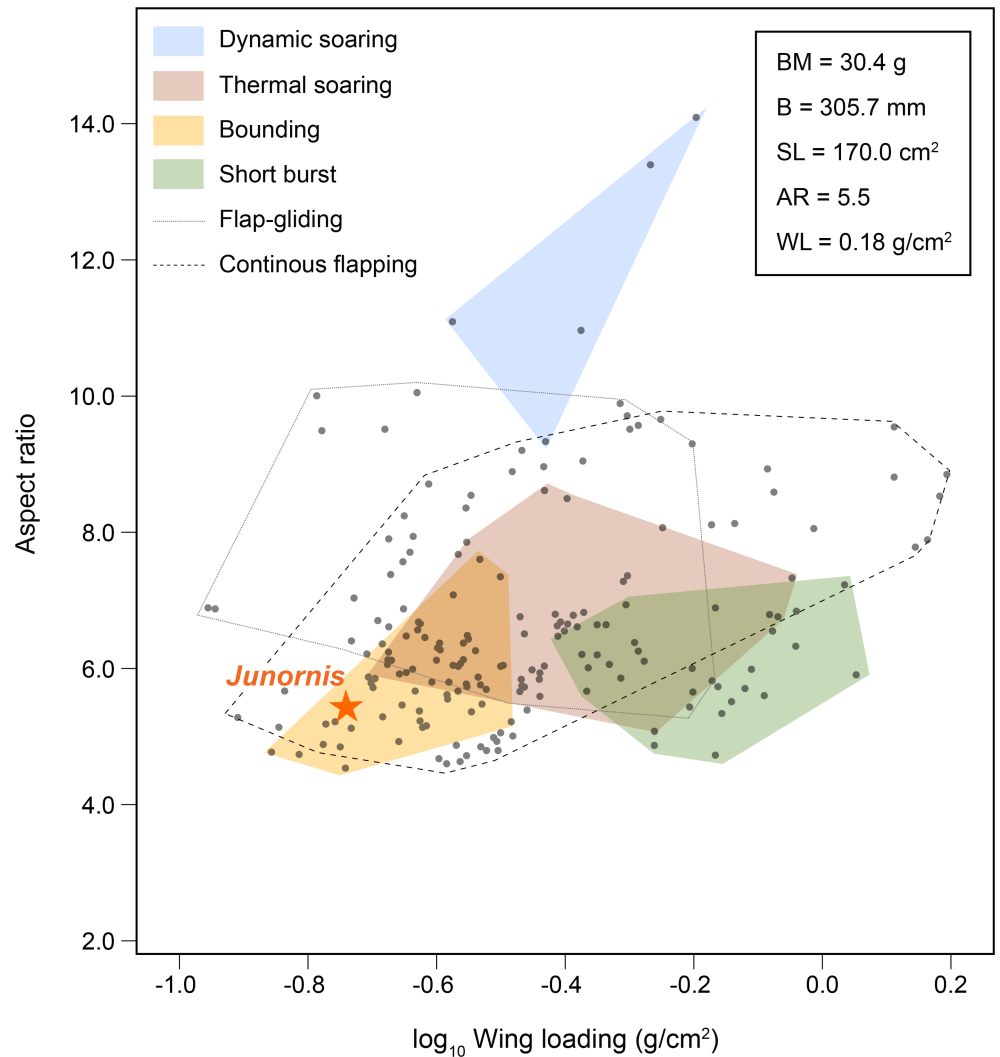 Dynamic soaring
Thermal soaring
Bounding
Short burst
Flap-gliding
Continous flapping
BM = 30.4 g
B = 305.7 mm
SL = 170.0 cm²
AR = 5.5
WL = 0.18 g/cm²
Aspect ratio
14.0
12.0
10.0
8.0
6.0
4.0
2.0
Junornis
-1.0 -0.8 -0.6 -0.4 -0.2 0.0 0.2
log₁₀ Wing loading (g/cm²)